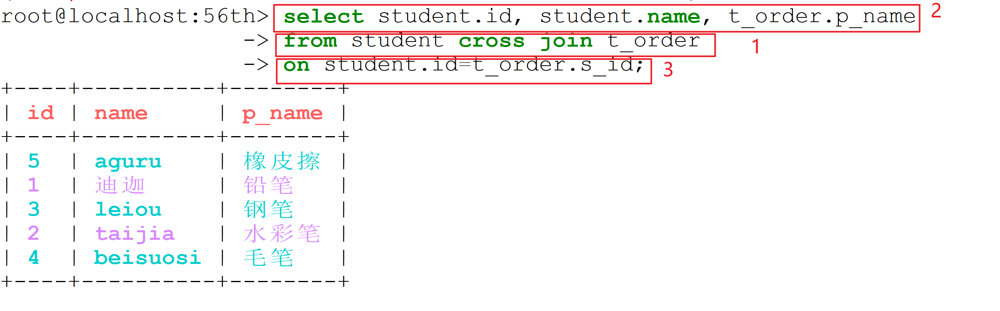 root@localhost:56th> select student.id, student.name, t_order.p_name 2
-> from student cross join t_order 1
-> on student.id=t_order.s_id; 3
+----+----------+--------+
| id | name | p_name |
+----+----------+--------+
| 5 | aguru | 橡皮擦 |
| 1 | 迪迦 | 铅笔 |
| 3 | leiou | 钢笔 |
| 2 | taijia | 水彩笔 |
| 4 | beisuosi | 毛笔 |
+----+----------+--------+